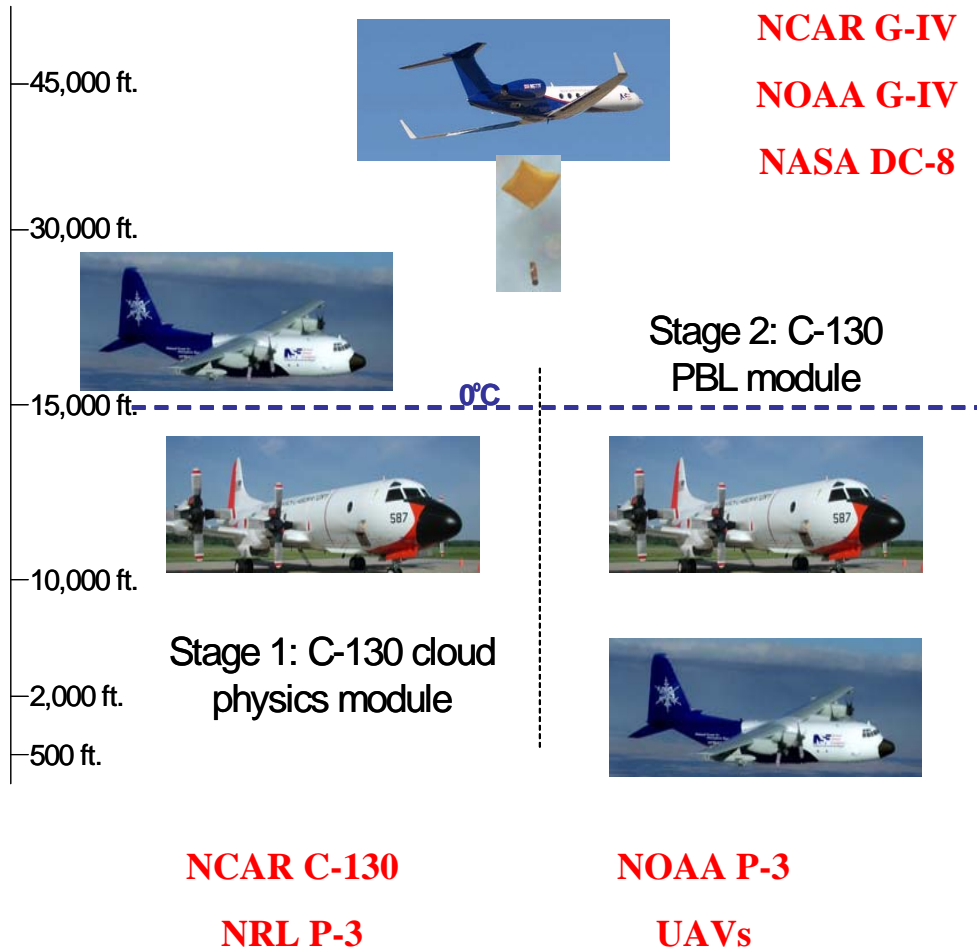 NCAR G-IV
45,000 ft.
NOAA G-IV
NASA DC-8
30,000 ft.
Stage 2: C-130
PBL module
0°C
15,000 ft.
587
587
10,000 ft.
Stage 1: C-130 cloud
physics module
2,000 ft.
500 ft.
NCAR C-130
NOAA P-3
NRL P-3
UAVs